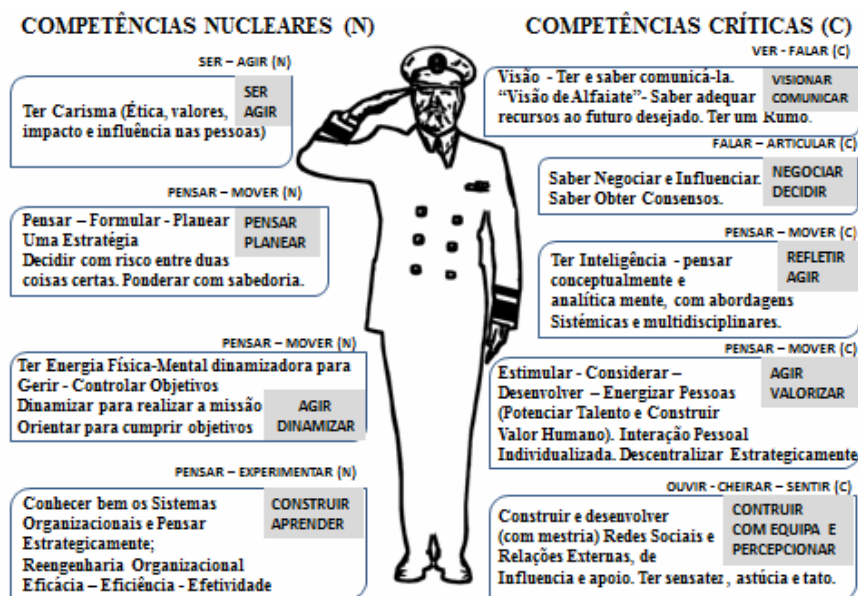 COMPETÊNCIAS NUCLEARES (N)
SER – AGIR (N)
Ter Carisma (Ética, valores,
impacto e influência nas pessoas)
SER
AGIR
PENSAR – MOVER (N)
Pensar – Formular - Planear
Uma Estratégia
Decidir com risco entre duas
coisas certas. Ponderar com sabedoria.
PENSAR
PLANEAR
PENSAR – MOVER (N)
Ter Energia Física-Mental dinamizadora para
Gerir - Controlar Objetivos
Dinamizar para realizar a missão
Orientar para cumprir objetivos
AGIR
DINAMIZAR
PENSAR – EXPERIMENTAR (N)
Conhecer bem os Sistemas
Organizacionais e Pensar
Estrategicamente;
Reengenharia Organizacional
Eficácia – Eficiência - Efetividade
CONSTRUIR
APRENDER
COMPETÊNCIAS CRÍTICAS (C)
VER - FALAR (C)
Visão - Ter e saber comunicá-la.
“Visão de Alfaiate”- Saber adequar
recursos ao futuro desejado. Ter um Rumo.
VISIONAR
COMUNICAR
FALAR – ARTICULAR (C)
Saber Negociar e Influenciar.
Saber Obter Consensos.
NEGOCIAR
DECIDIR
PENSAR – MOVER (C)
Ter Inteligência - pensar
conceptualmente e
analítica mente, com abordagens
Sistémicas e multidisciplinares.
REFLETIR
AGIR
PENSAR – MOVER (C)
Estimular - Considerar –
Desenvolver – Energizar Pessoas
(Potenciar Talento e Construir
Valor Humano). Interação Pessoal
Individualizada. Descentralizar Estrategicamente
AGIR
VALORIZAR
OUVIR - CHEIRAR – SENTIR (C)
Construir e desenvolver
(com mestria) Redes Sociais e
Relações Externas, de
Influencia e apoio. Ter sensatez, astúcia e tato.
CONTRUIR
COM EQUIPA E
PERCEPCIONAR